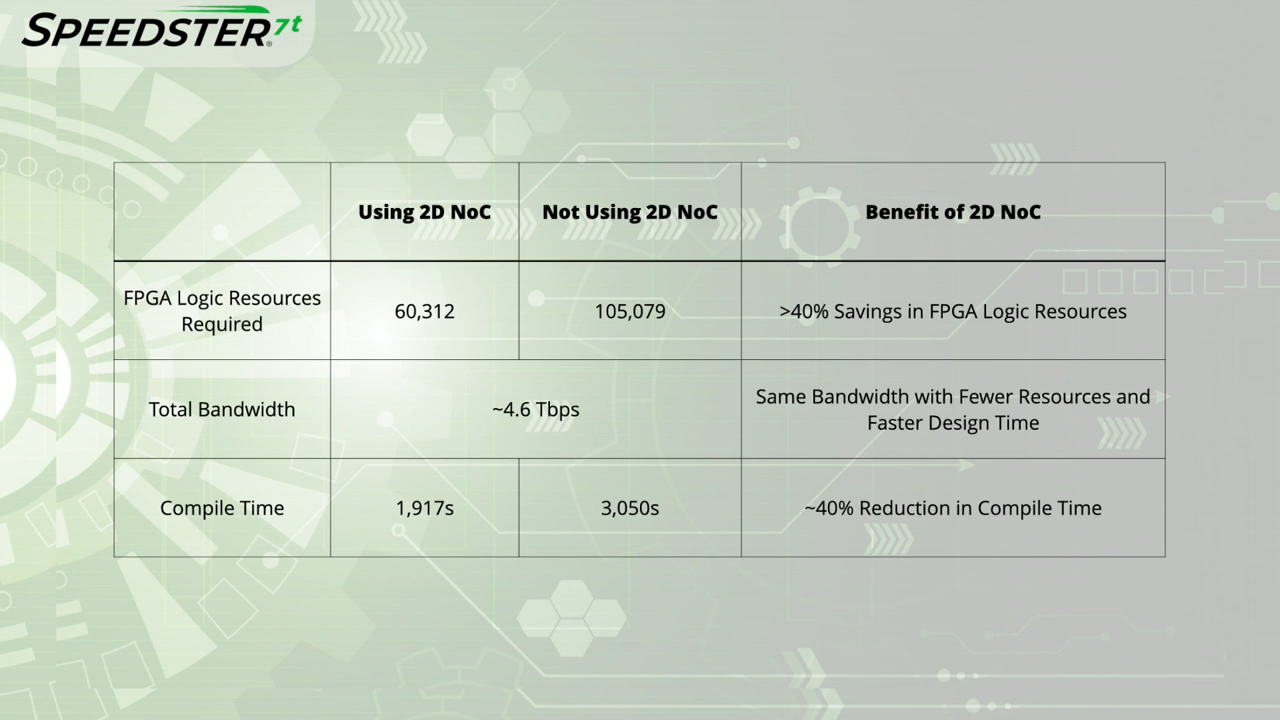 SPEEDSTER®7t
Using 2D NoC
Not Using 2D NoC
Benefit of 2D NoC
FPGA Logic Resources
Required
60,312
105,079
>40% Savings in FPGA Logic Resources
Total Bandwidth
~4.6 Tbps
Same Bandwidth with Fewer Resources and
Faster Design Time
Compile Time
1,917s
3,050s
~40% Reduction in Compile Time